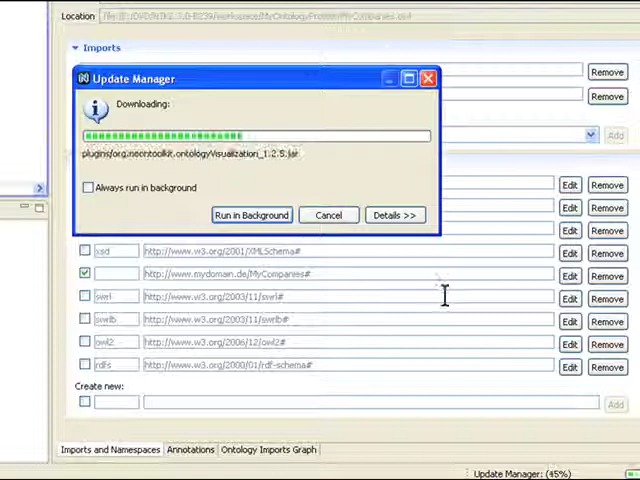 Location
Imports
Remove
Remove
Add
Update Manager
Downloading:
plugins/org.neontoolkit.ontologyVisualization_1.2.5.jar
Always run in background
Run in Background
Cancel
Details >>
Edit
Remove
Edit
Remove
Edit
Remove
xsd
http://www.w3.org/2001/XMLSchema#
Edit
Remove
http://www.mydomain.de/MyCompanies#
Edit
Remove
swrl
http://www.w3.org/2003/11/swrl#
Edit
Remove
swrlb
http://www.w3.org/2003/11/swrlb#
Edit
Remove
owl2
http://www.w3.org/2006/12/owl2#
Edit
Remove
rdfs
http://www.w3.org/2000/01/rdf-schema#
Edit
Remove
Create new:
Add
Imports and Namespaces
Annotations
Ontology Imports Graph
Update Manager: (45%)